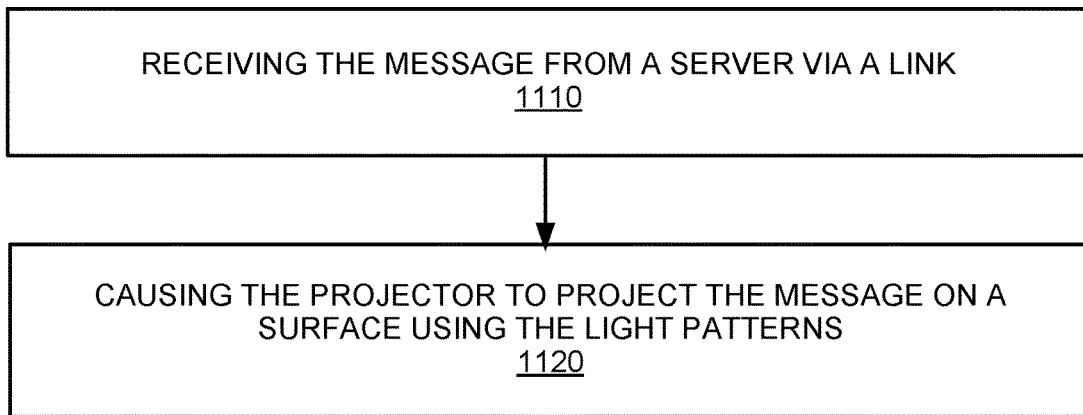 RECEIVING THE MESSAGE FROM A SERVER VIA A LINK
1110
CAUSING THE PROJECTOR TO PROJECT THE MESSAGE ON A
SURFACE USING THE LIGHT PATTERNS
1120